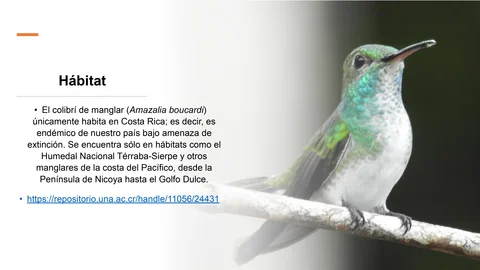 Hábitat
• El colibrí de manglar (Amazalia boucardi)
únicamente habita en Costa Rica; es decir, es
endémico de nuestro país bajo amenaza de
extinción. Se encuentra sólo en hábitats como el
Humedal Nacional Térraba-Sierpe y otros
manglares de la costa del Pacífico, desde la
Península de Nicoya hasta el Golfo Dulce.
• https://repositorio.una.ac.cr/handle/11056/24431